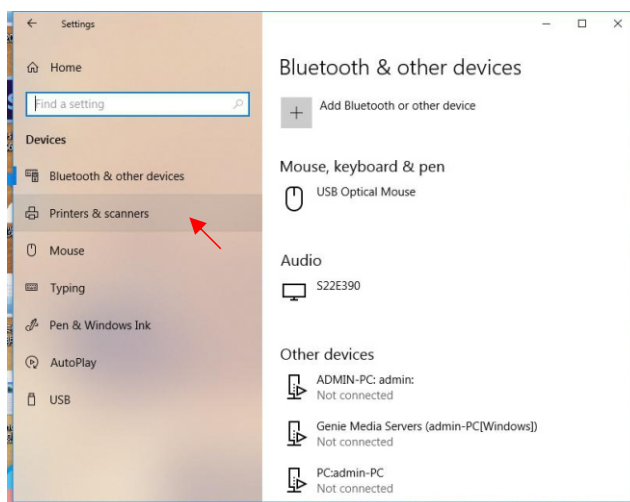 Settings
Home
Find a setting
Devices
Bluetooth & other devices
Printers & scanners
Mouse
Typing
Pen & Windows Ink
AutoPlay
USB
Bluetooth & other devices
Add Bluetooth or other device
Mouse, keyboard & pen
USB Optical Mouse
Audio
S22E390
Other devices
ADMIN-PC: admin:
Not connected
Genie Media Servers (admin-PC[Windows])
Not connected
PC:admin-PC
Not connected